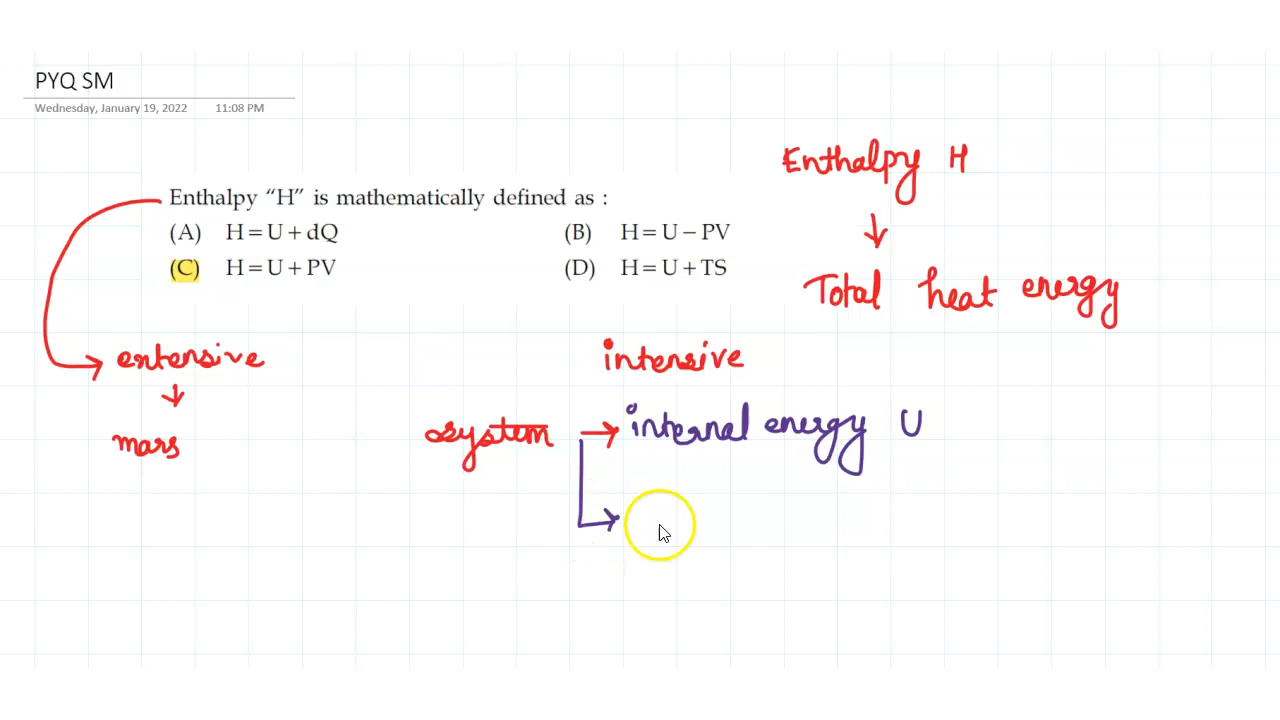 PYQ SM
Wednesday, January 19, 2022 11:08 PM
Enthalpy H
Enthalpy “H” is mathematically defined as :
(A) H = U + dQ (B) H = U − PV
(C) H = U + PV (D) H = U + TS
Total heat energy
extensive intensive
mass
system internal energy U